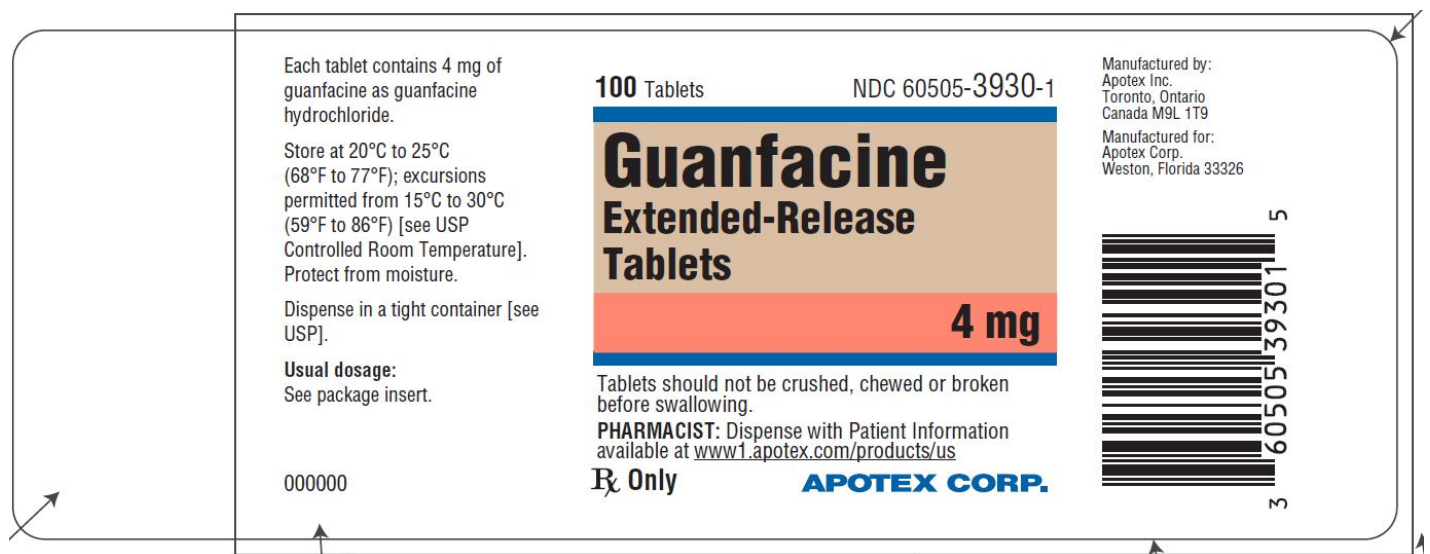 Each tablet contains 4 mg of
guanfacine as guanfacine
hydrochloride.
Store at 20°C to 25°C
(68°F to 77°F); excursions
permitted from 15°C to 30°C
(59°F to 86°F) [see USP
Controlled Room Temperature].
Protect from moisture.
Dispense in a tight container [see
USP].
Usual dosage:
See package insert.
000000
100 Tablets NDC 60505-3930-1
Guanfacine
Extended-Release
Tablets
4 mg
Tablets should not be crushed, chewed or broken
before swallowing.
PHARMACIST: Dispense with Patient Information
available at www1.apotex.com/products/us
Rx Only APOTEX CORP.
Manufactured by:
Apotex Inc.
Toronto, Ontario
Canada M9L 1T9
Manufactured for:
Apotex Corp.
Weston, Florida 33326
3 60505 39301 5